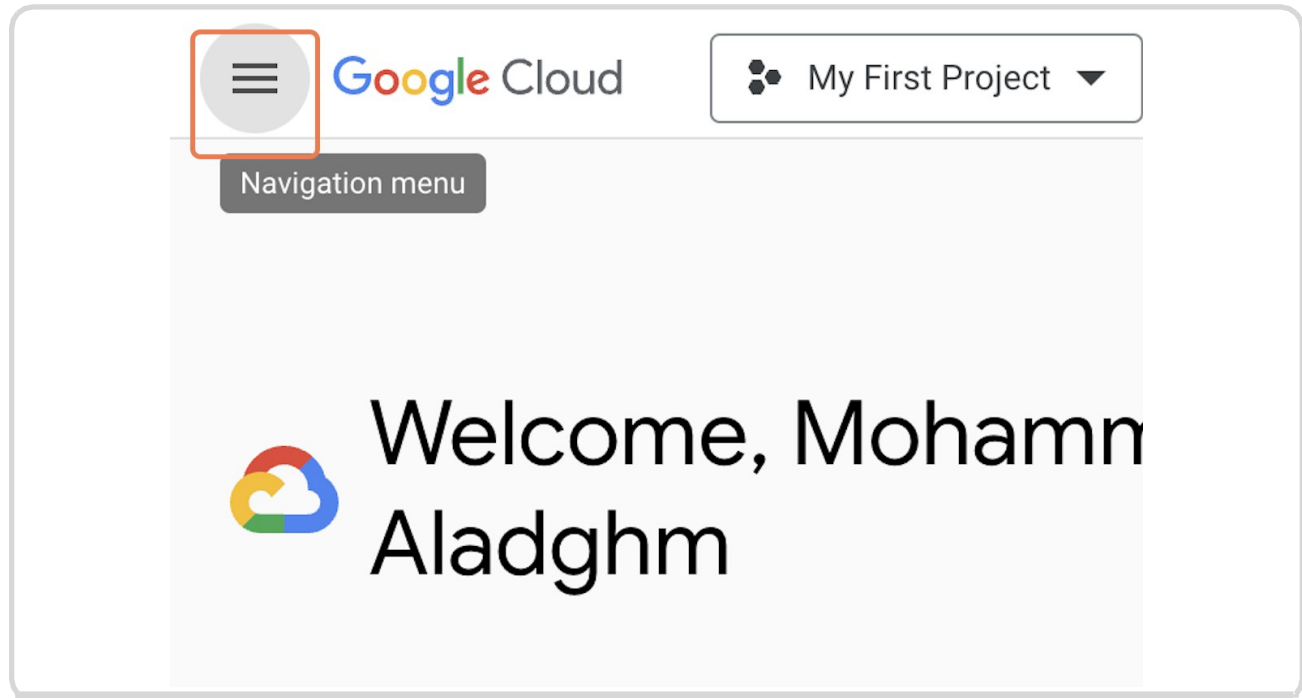 Google Cloud
My First Project
Navigation menu
Welcome, Mohamm
Aladghm